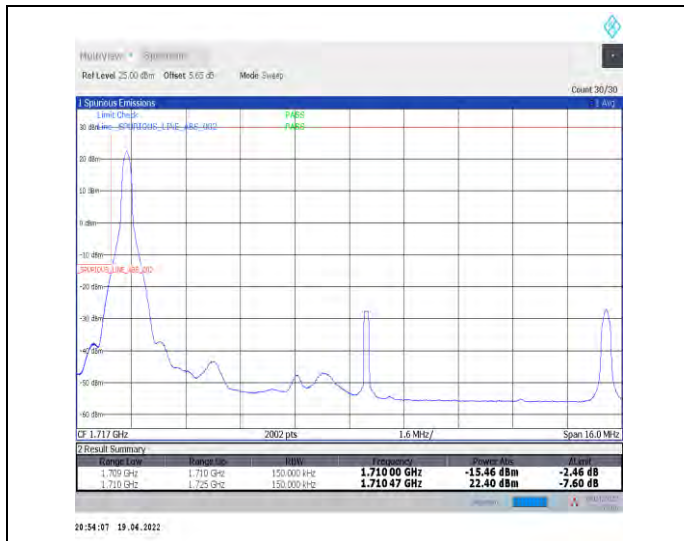 MultiView Spectrum
Ref Level 25.00 dBm Offset 5.65 dB Mode Sweep
Count 30/30
1 Spurious Emissions 1 Avg
Limit Check PASS
30 dBm Line _SPURIOUS_LINE_ABS_002 PASS
20 dBm
10 dBm
0 dBm
-10 dBm
_SPURIOUS_LINE_ABS_002
-20 dBm
-30 dBm
-40 dBm
-50 dBm
-60 dBm
CF 1.717 GHz 2002 pts 1.6 MHz/ Span 16.0 MHz
2 Result Summary
Range Low Range Up RBW Frequency Power Abs ΔLimit
1.709 GHz 1.710 GHz 150.000 kHz 1.710 00 GHz -15.46 dBm -2.46 dB
1.710 GHz 1.725 GHz 150.000 kHz 1.710 47 GHz 22.40 dBm -7.60 dB
20:54:07 19.04.2022